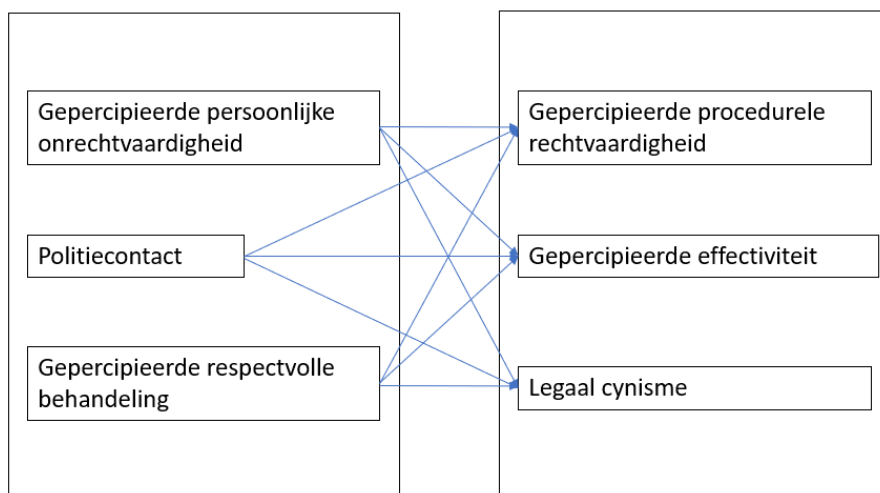 Gepercipieerde persoonlijke
onrechtvaardigheid
Politiecontact
Gepercipieerde respectvolle
behandeling
Gepercipieerde procedurele
rechtvaardigheid
Gepercipieerde effectiviteit
Legaal cynisme